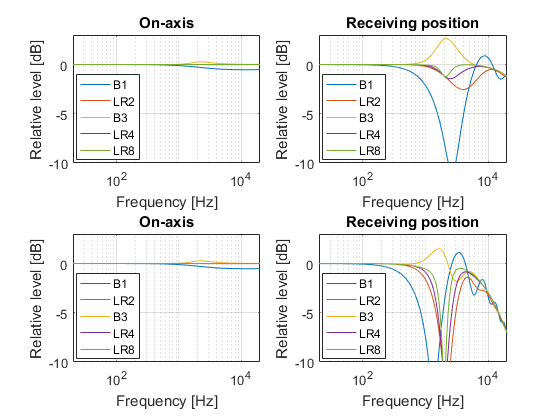 On-axis
Relative level [dB]
0
-5
-10
B1
LR2
B3
LR4
LR8
10^2
10^4
Frequency [Hz]
Receiving position
Relative level [dB]
0
-5
-10
B1
LR2
B3
LR4
LR8
10^2
10^4
Frequency [Hz]
On-axis
Relative level [dB]
0
-5
-10
B1
LR2
B3
LR4
LR8
10^2
10^4
Frequency [Hz]
Receiving position
Relative level [dB]
0
-5
-10
B1
LR2
B3
LR4
LR8
10^2
10^4
Frequency [Hz]